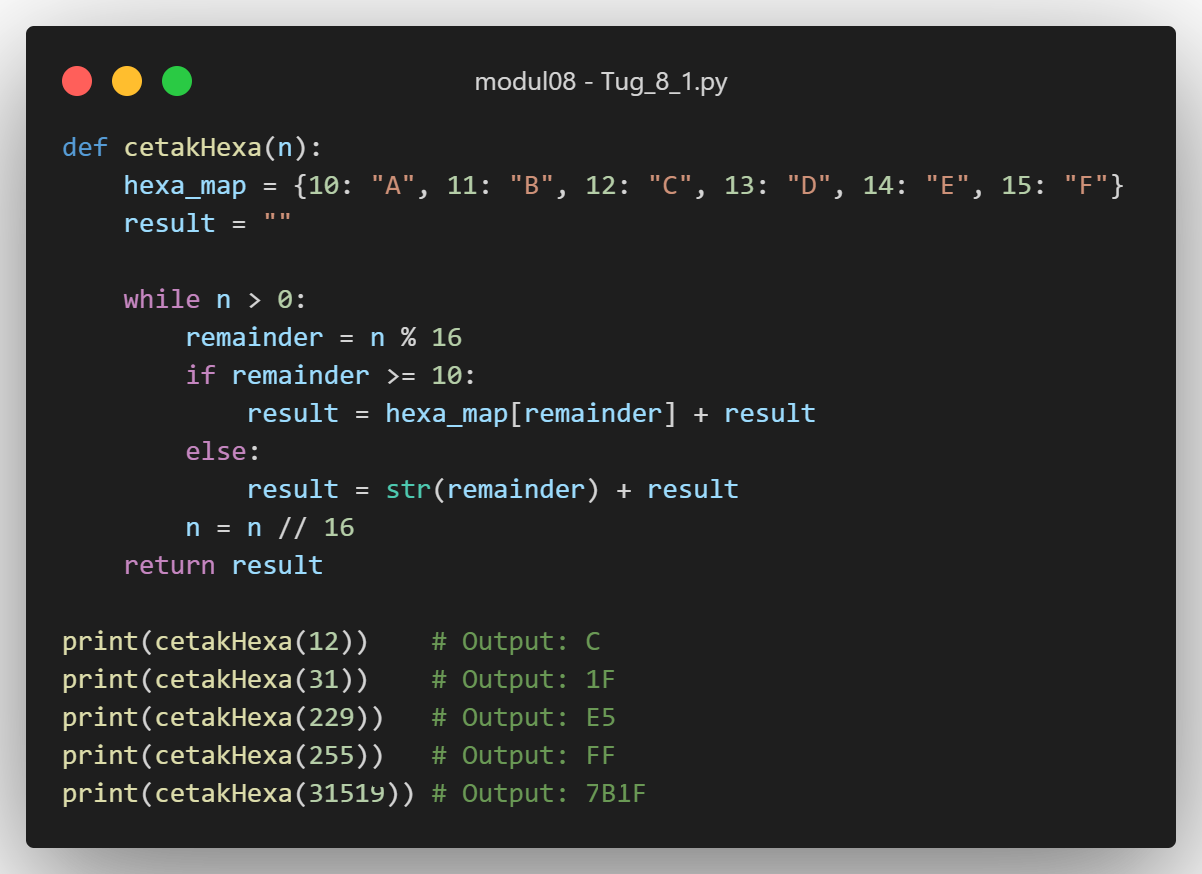 modul08 - Tug_8_1.py
def cetakHexa(n):
    hexa_map = {10: "A", 11: "B", 12: "C", 13: "D", 14: "E", 15: "F"}
    result = ""
    while n > 0:
        remainder = n % 16
        if remainder >= 10:
            result = hexa_map[remainder] + result
        else:
            result = str(remainder) + result
        n = n // 16
    return result
print(cetakHexa(12))    # Output: C
print(cetakHexa(31))    # Output: 1F
print(cetakHexa(229))   # Output: E5
print(cetakHexa(255))   # Output: FF
print(cetakHexa(31519)) # Output: 7B1F